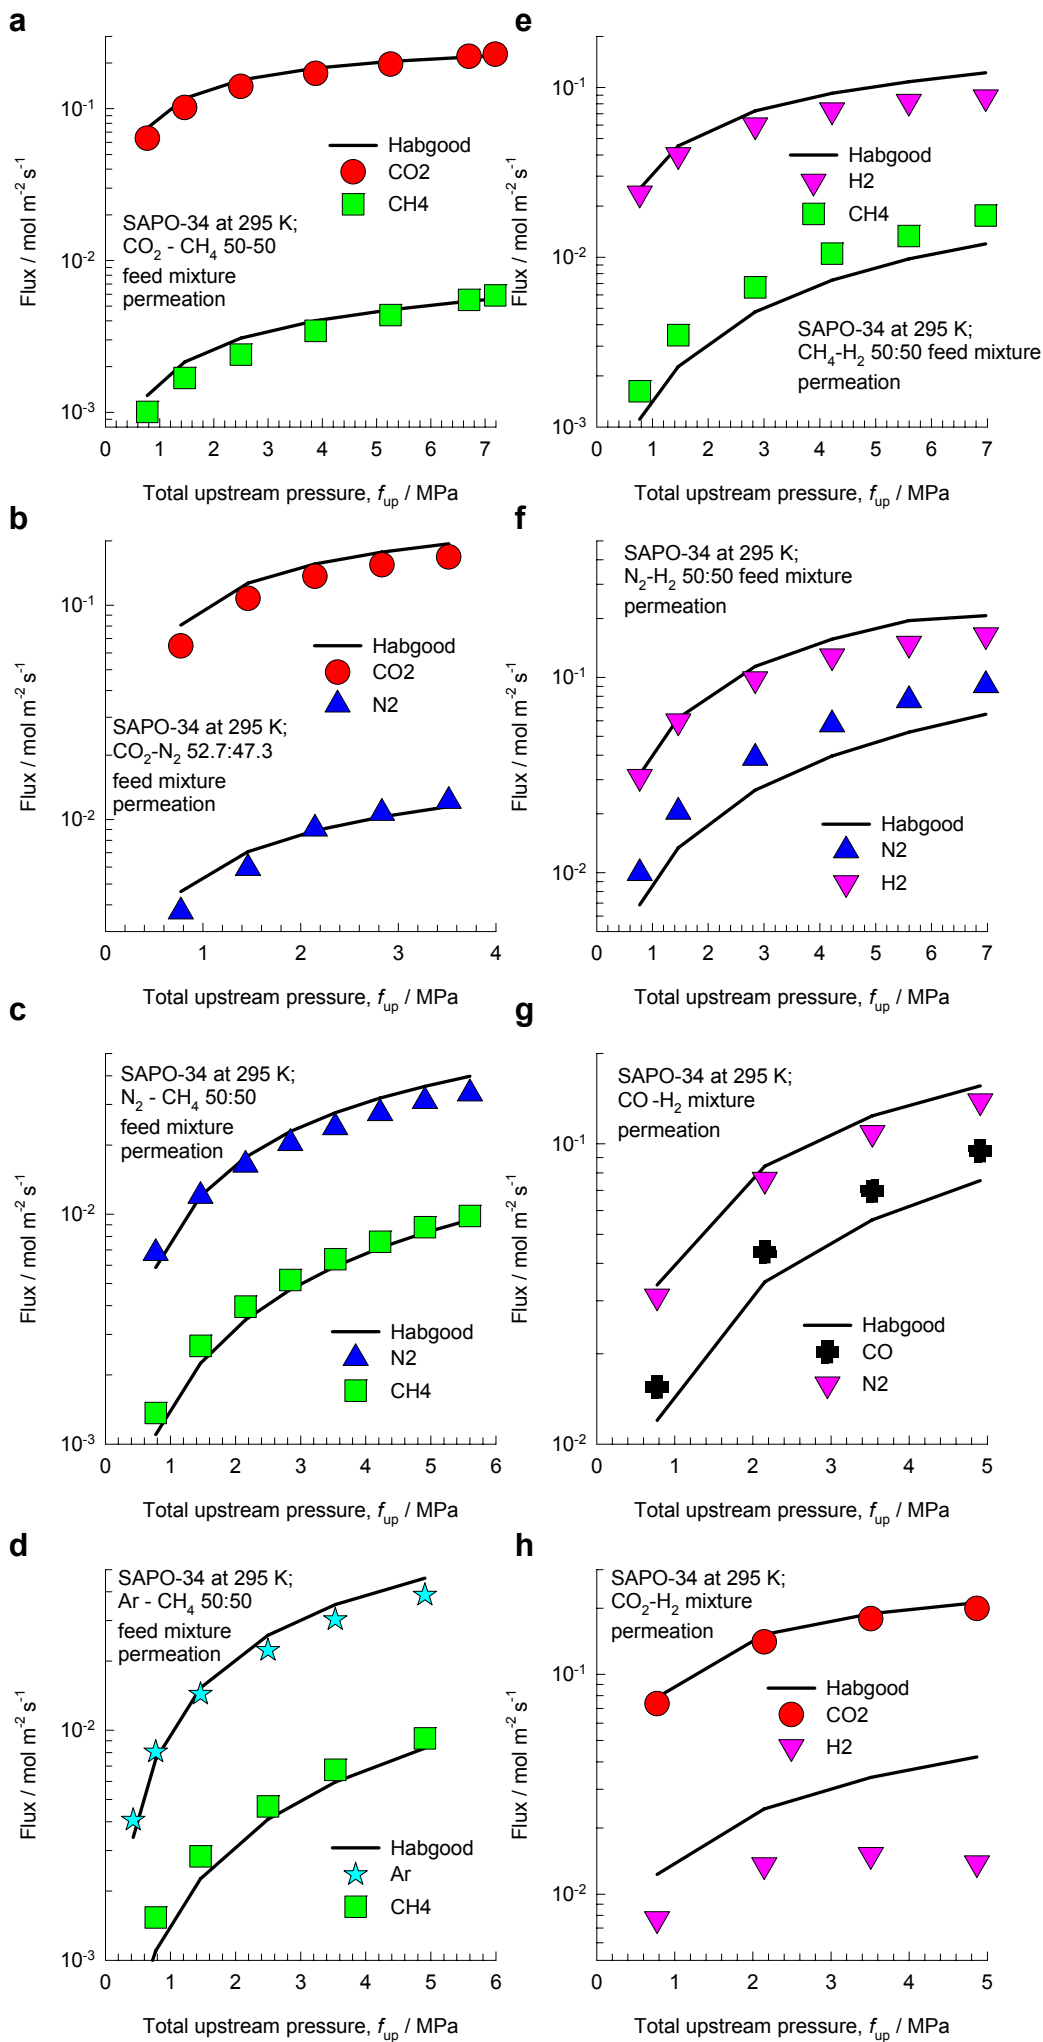 a
10⁻¹
10⁻²
10⁻³
Flux / mol m⁻² s⁻¹
Habgood
CO2
CH4
SAPO-34 at 295 K;
CO₂ - CH₄ 50-50
feed mixture
permeation
0 1 2 3 4 5 6 7
Total upstream pressure, f_up / MPa
b
10⁻¹
10⁻²
Flux / mol m⁻² s⁻¹
Habgood
CO2
N2
SAPO-34 at 295 K;
CO₂-N₂ 52.7:47.3
feed mixture
permeation
0 1 2 3 4
Total upstream pressure, f_up / MPa
c
SAPO-34 at 295 K;
N₂ - CH₄ 50:50
feed mixture
permeation
10⁻²
10⁻³
Flux / mol m⁻² s⁻¹
Habgood
N2
CH4
0 1 2 3 4 5 6
Total upstream pressure, f_up / MPa
d
SAPO-34 at 295 K;
Ar - CH₄ 50:50
feed mixture
permeation
10⁻²
10⁻³
Flux / mol m⁻² s⁻¹
Habgood
Ar
CH4
0 1 2 3 4 5 6
Total upstream pressure, f_up / MPa
e
10⁻¹
10⁻²
10⁻³
Flux / mol m⁻² s⁻¹
Habgood
H2
CH4
SAPO-34 at 295 K;
CH₄-H₂ 50:50 feed mixture
permeation
0 1 2 3 4 5 6 7
Total upstream pressure, f_up / MPa
f
SAPO-34 at 295 K;
N₂-H₂ 50:50 feed mixture
permeation
10⁻¹
10⁻²
Flux / mol m⁻² s⁻¹
Habgood
N2
H2
0 1 2 3 4 5 6 7
Total upstream pressure, f_up / MPa
g
SAPO-34 at 295 K;
CO -H₂ mixture
permeation
10⁻¹
10⁻²
Flux / mol m⁻² s⁻¹
Habgood
CO
N2
0 1 2 3 4 5
Total upstream pressure, f_up / MPa
h
SAPO-34 at 295 K;
CO₂-H₂ mixture
permeation
10⁻¹
10⁻²
Flux / mol m⁻² s⁻¹
Habgood
CO2
H2
0 1 2 3 4 5
Total upstream pressure, f_up / MPa